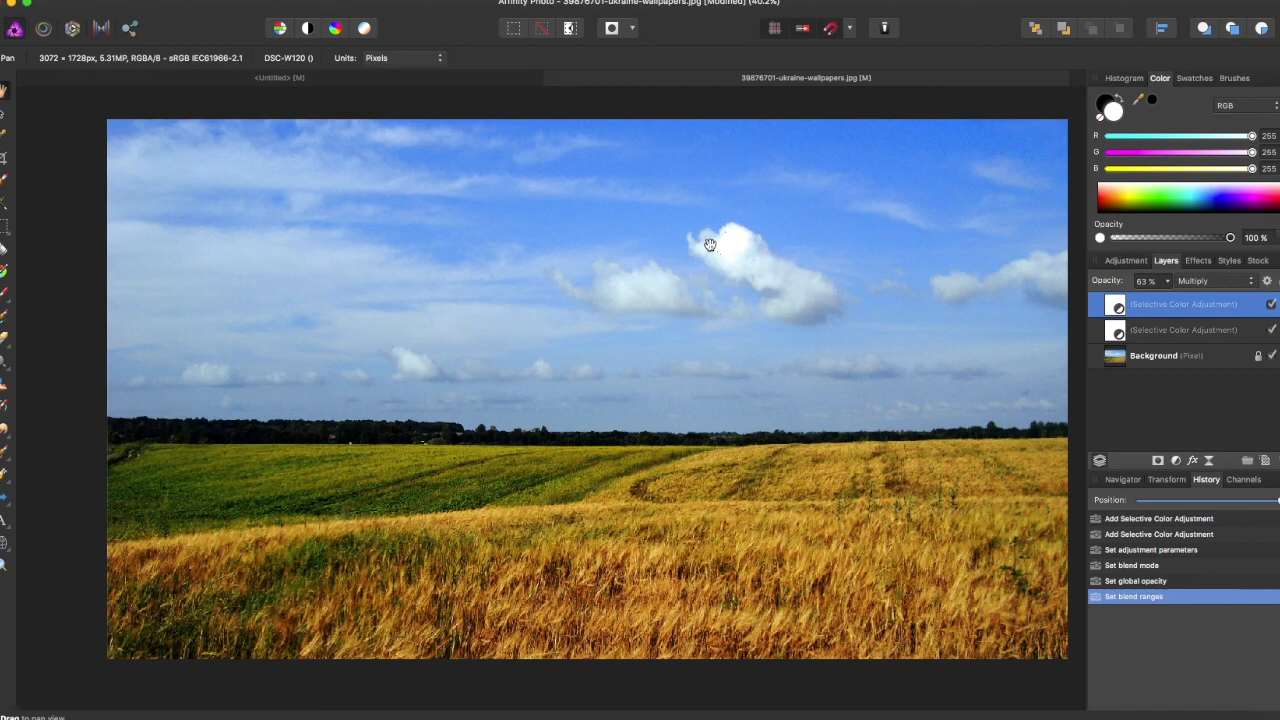 Affinity Photo - 39876701-ukraine-wallpapers.jpg [Modified] (40.2%)
Pan 3072 × 1728px, 5.31MP, RGBA/8 - sRGB IEC61966-2.1 DSC-W120 () Units: Pixels
<Untitled> [M] 39876701-ukraine-wallpapers.jpg [M]
Histogram Color Swatches Brushes
RGB
R 255
G 255
B 255
Opacity
100 %
Adjustment Layers Effects Styles Stock
Opacity: 63 % Multiply
(Selective Color Adjustment)
(Selective Color Adjustment)
Background (Pixel)
Navigator Transform History Channels
Position:
Add Selective Color Adjustment
Add Selective Color Adjustment
Set adjustment parameters
Set blend mode
Set global opacity
Set blend ranges
Drag to pan view